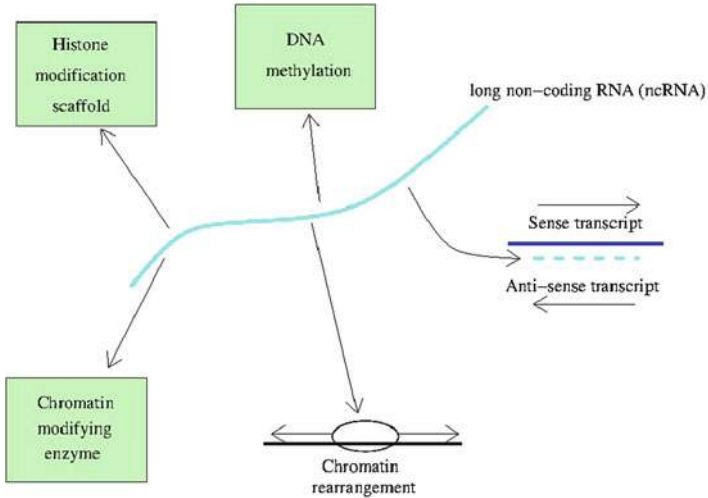 Histone
modification
scaffold
DNA
methylation
long non–coding RNA (ncRNA)
Sense transcript
Anti–sense transcript
Chromatin
modifying
enzyme
Chromatin
rearrangement